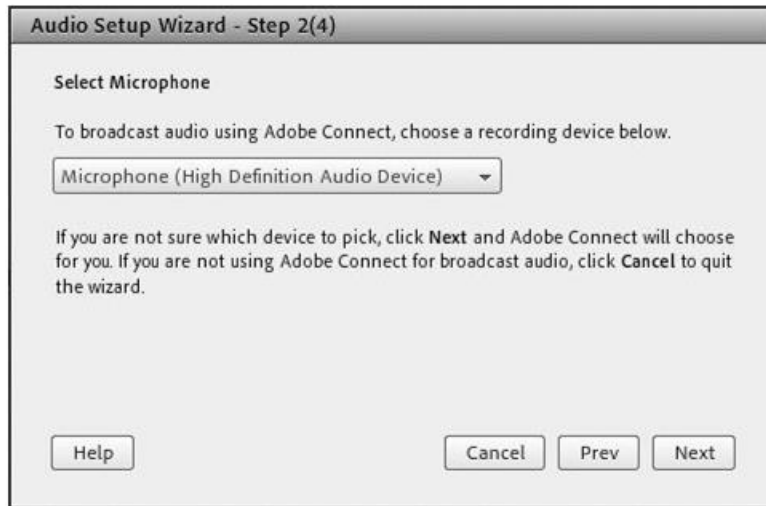 Audio Setup Wizard - Step 2(4)
Select Microphone
To broadcast audio using Adobe Connect, choose a recording device below.
Microphone (High Definition Audio Device)
If you are not sure which device to pick, click Next and Adobe Connect will choose
for you. If you are not using Adobe Connect for broadcast audio, click Cancel to quit
the wizard.
Help Cancel Prev Next